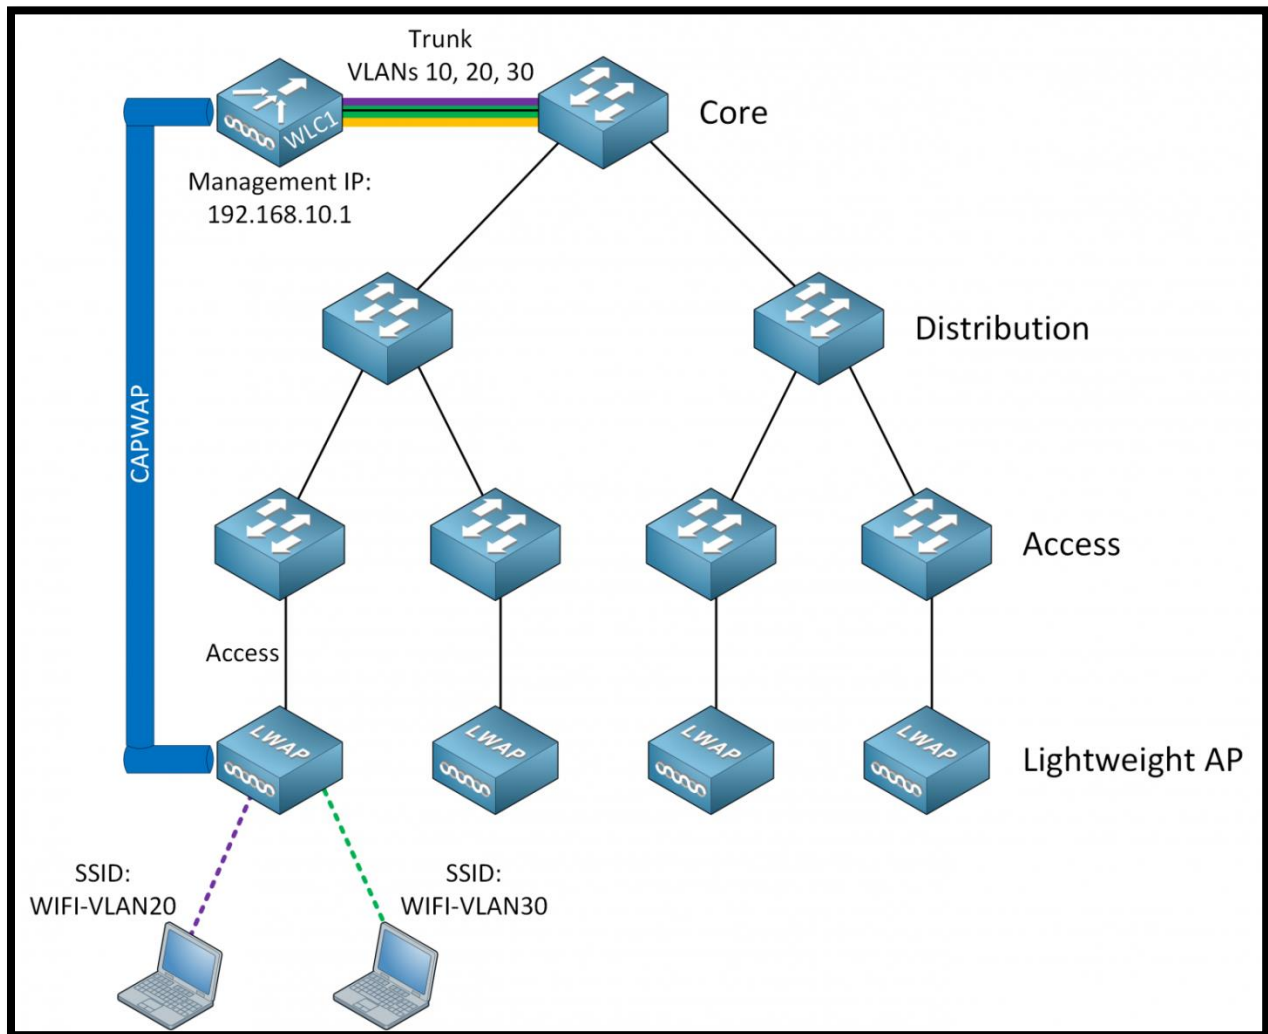 Trunk
VLANs 10, 20, 30
WLC1
Core
Management IP:
192.168.10.1
Distribution
CAPWAP
Access
Access
LWAP
LWAP
LWAP
LWAP
Lightweight AP
SSID:
WIFI-VLAN20
SSID:
WIFI-VLAN30